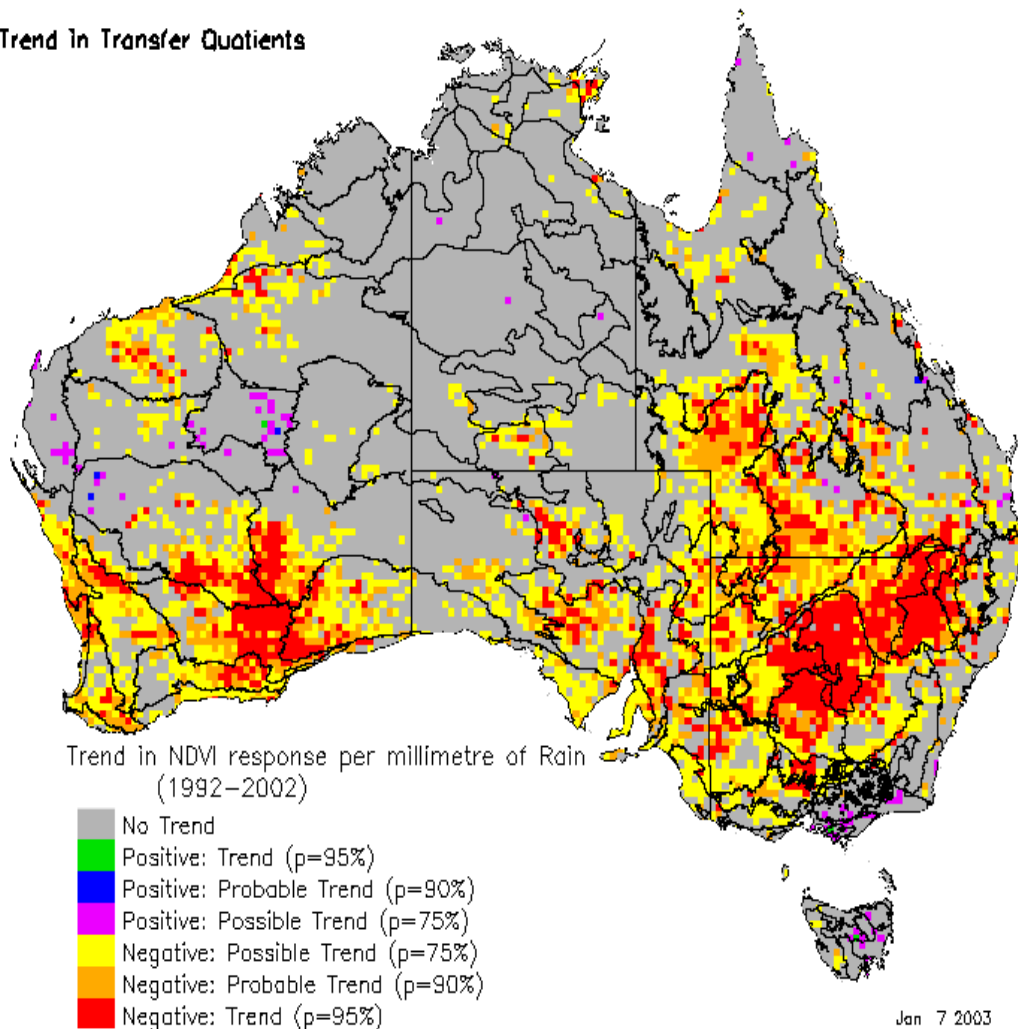 Trend In Transfer Quotients
Trend in NDVI response per millimetre of Rain
(1992-2002)
No Trend
Positive: Trend (p=95%)
Positive: Probable Trend (p=90%)
Positive: Possible Trend (p=75%)
Negative: Possible Trend (p=75%)
Negative: Probable Trend (p=90%)
Negative: Trend (p=95%)
Jan 7 2003